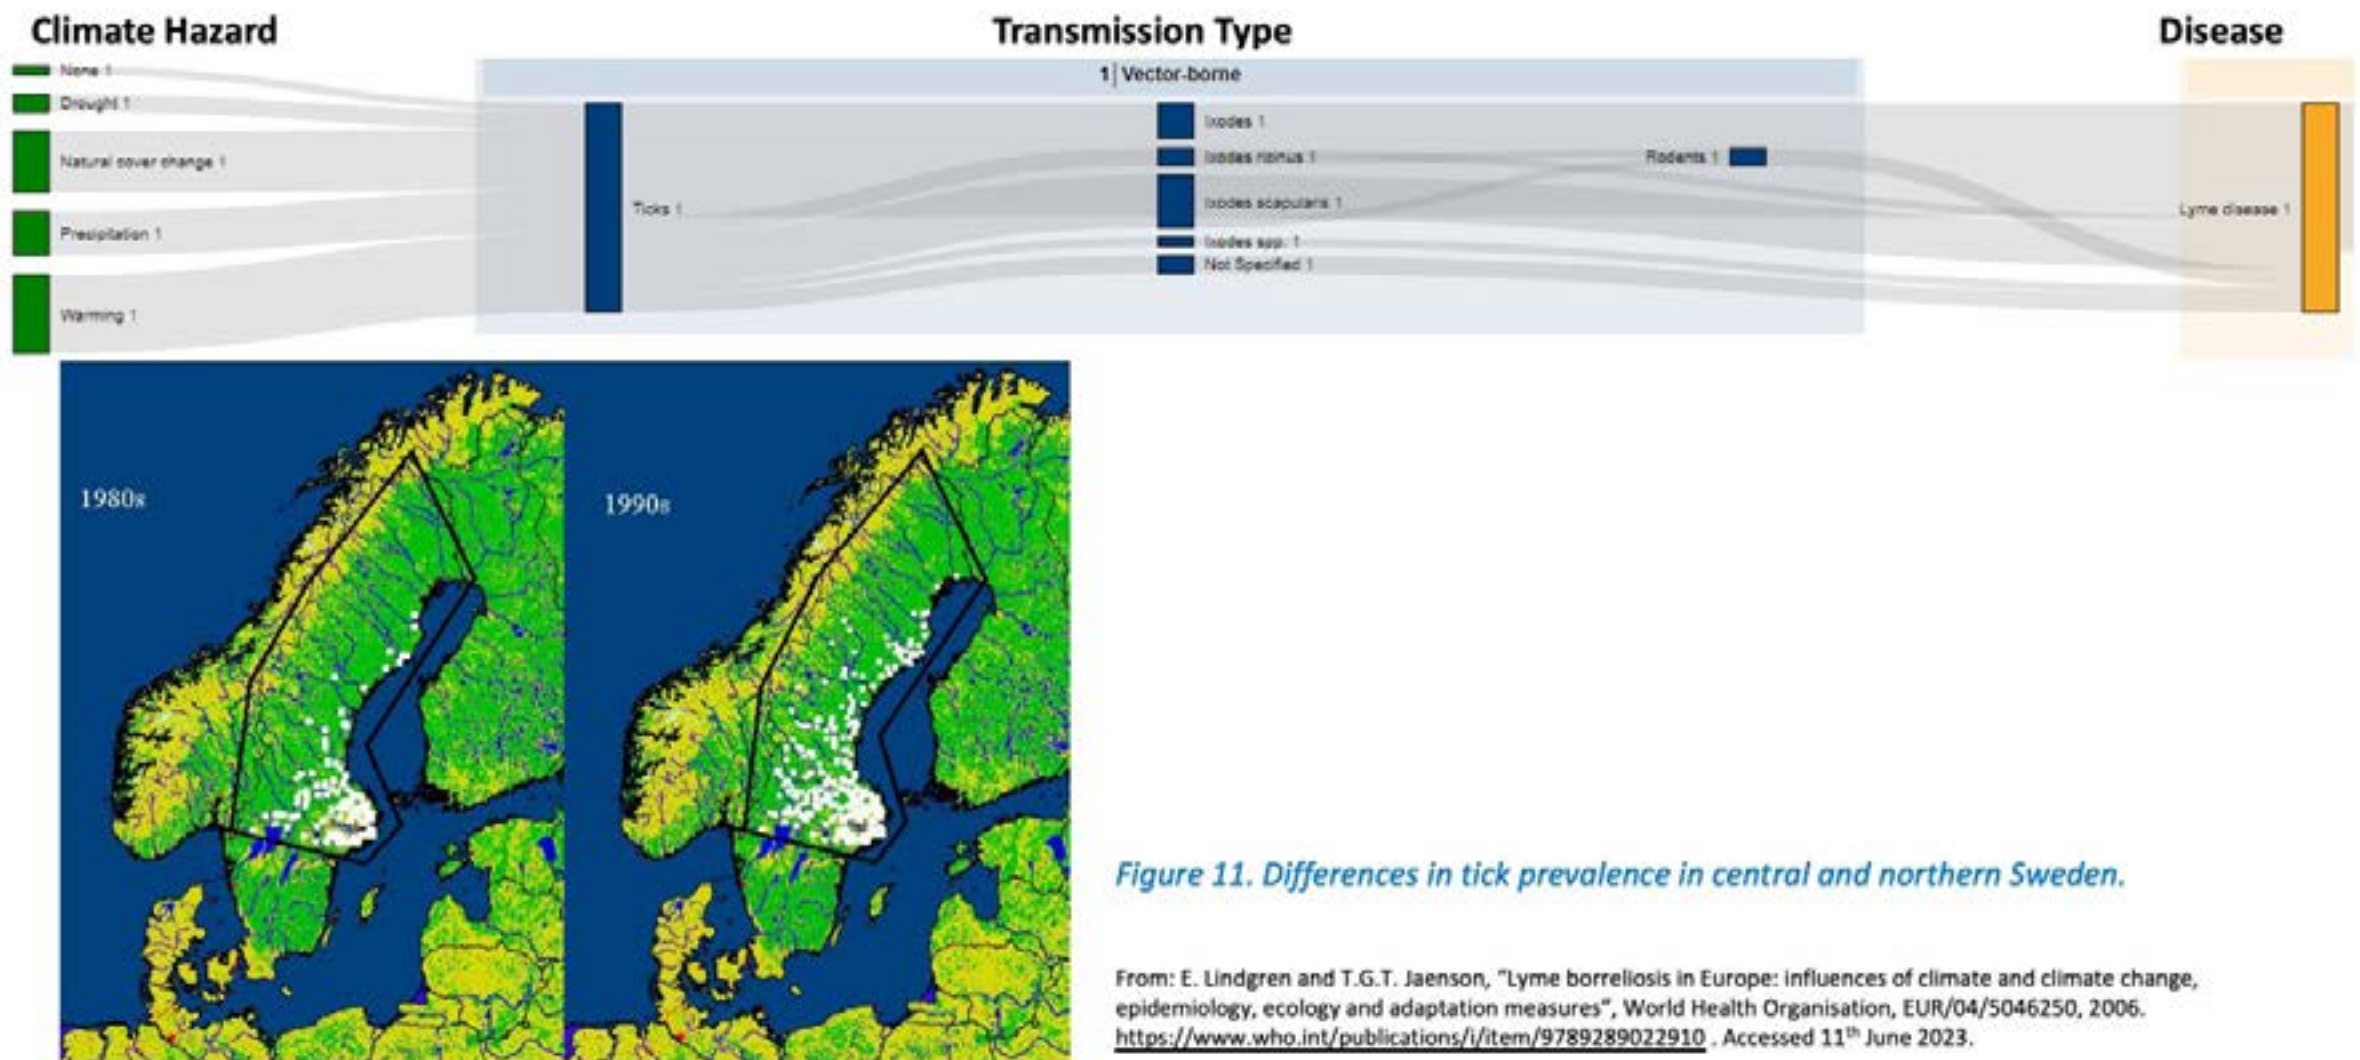 Climate Hazard
Transmission Type
Disease
None 1
Drought 1
Natural cover change 1
Precipitation 1
Warming 1
1 | Vector-borne
Ticks 1
Ixodes 1
Ixodes ricinus 1
Ixodes scapularis 1
Ixodes spp. 1
Not Specified 1
Rodents 1
Lyme disease 1
1980s
1990s
Figure 11. Differences in tick prevalence in central and northern Sweden.
From: E. Lindgren and T.G.T. Jaenson, "Lyme borreliosis in Europe: influences of climate and climate change,
epidemiology, ecology and adaptation measures", World Health Organisation, EUR/04/5046250, 2006.
https://www.who.int/publications/i/item/9789289022910 . Accessed 11th June 2023.